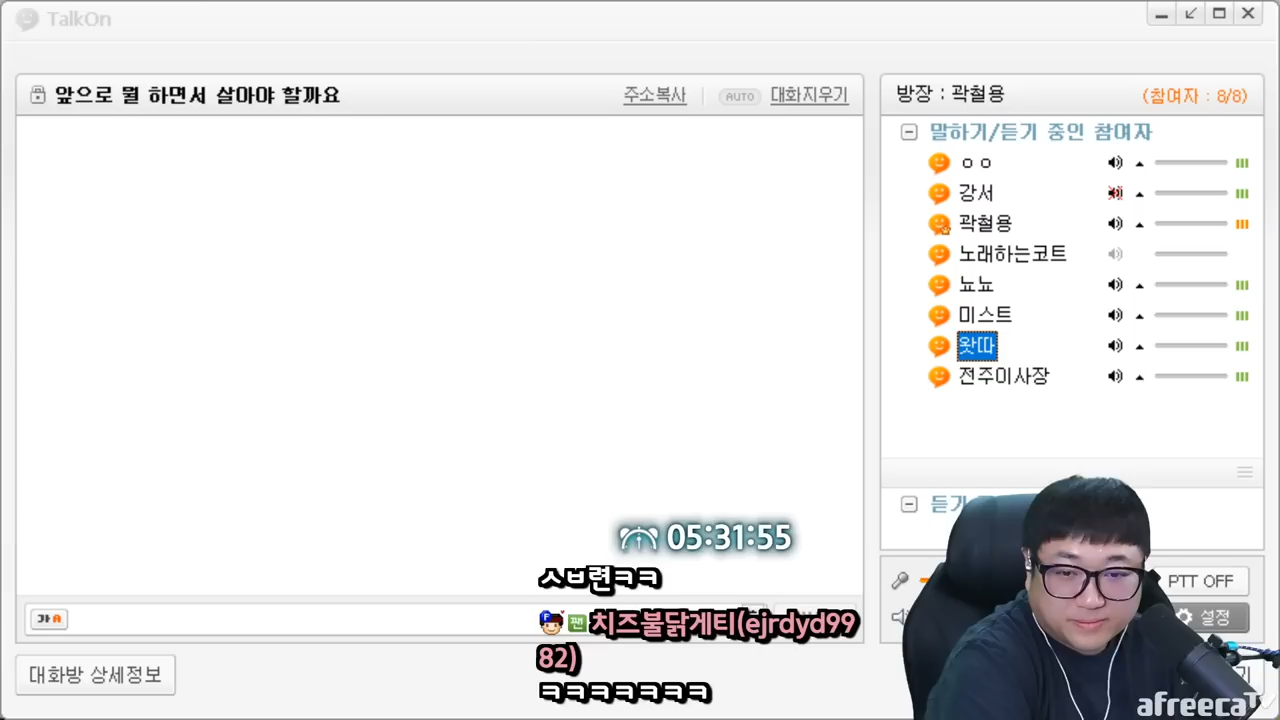 TalkOn
앞으로 뭘 하면서 살아야 할까요
주소복사
AUTO
대화지우기
방장 : 곽철용
(참여자 : 8/8)
말하기/듣기 중인 참여자
ㅇㅇ
강서
곽철용
노래하는코트
뇨뇨
미스트
왓따
전주이사장
듣기
05:31:55
ㅅㅂ련ㅋㅋ
F 팬 치즈불닭게티(ejrdyd99
82)
ㅋㅋㅋㅋㅋㅋㅋ
가A
PTT OFF
설정
대화방 상세정보
afreecaTV